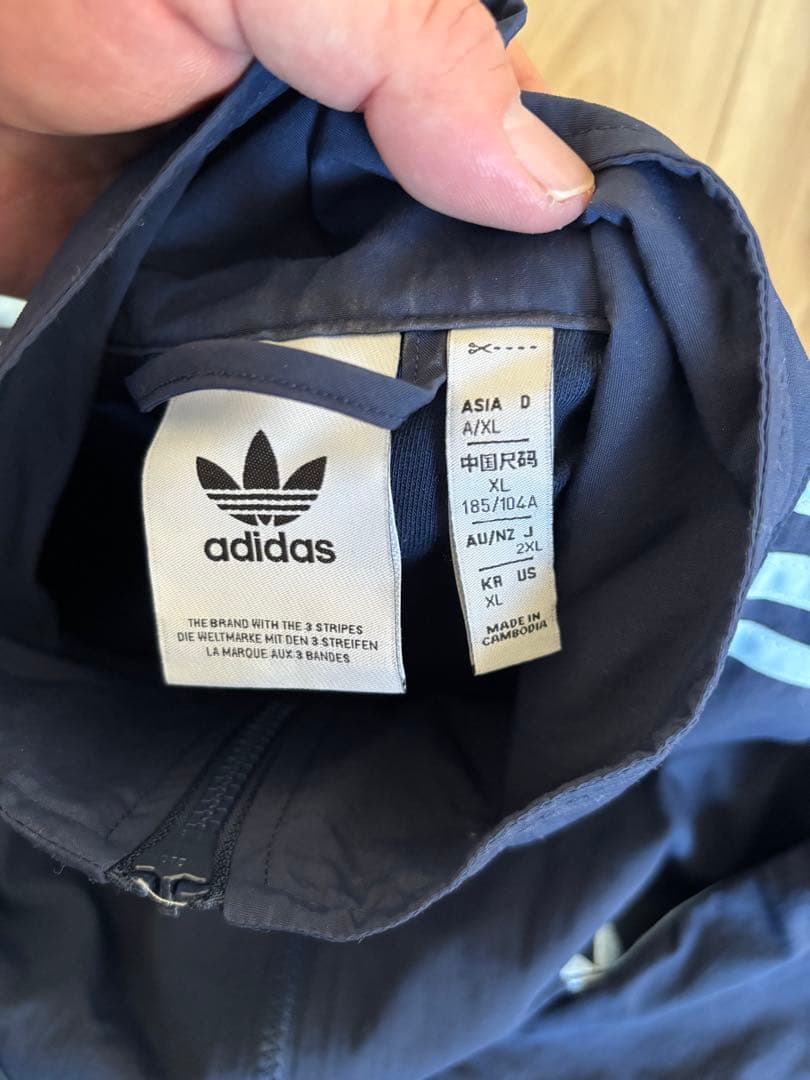 adidas
THE BRAND WITH THE 3 STRIPES
DIE WELTMARKE MIT DEN 3 STREIFEN
LA MARQUE AUX 3 BANDES
ASIA D
A/XL
中国尺码
XL
185/104A
AU/NZ J
2XL
KR US
XL
MADE IN
CAMBODIA